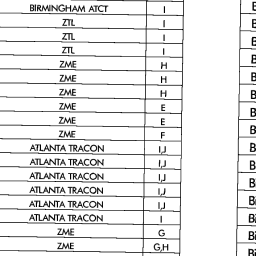 BIRMINGHAM ATCT I
ZTL I
ZTL I
ZTL I
ZME H
ZME H
ZME H
ZME E
ZME E
ZME F
ATLANTA TRACON I,J
ATLANTA TRACON I,J
ATLANTA TRACON I,J
ATLANTA TRACON I,J
ATLANTA TRACON I,J
ATLANTA TRACON I
ZME G
ZME G,H